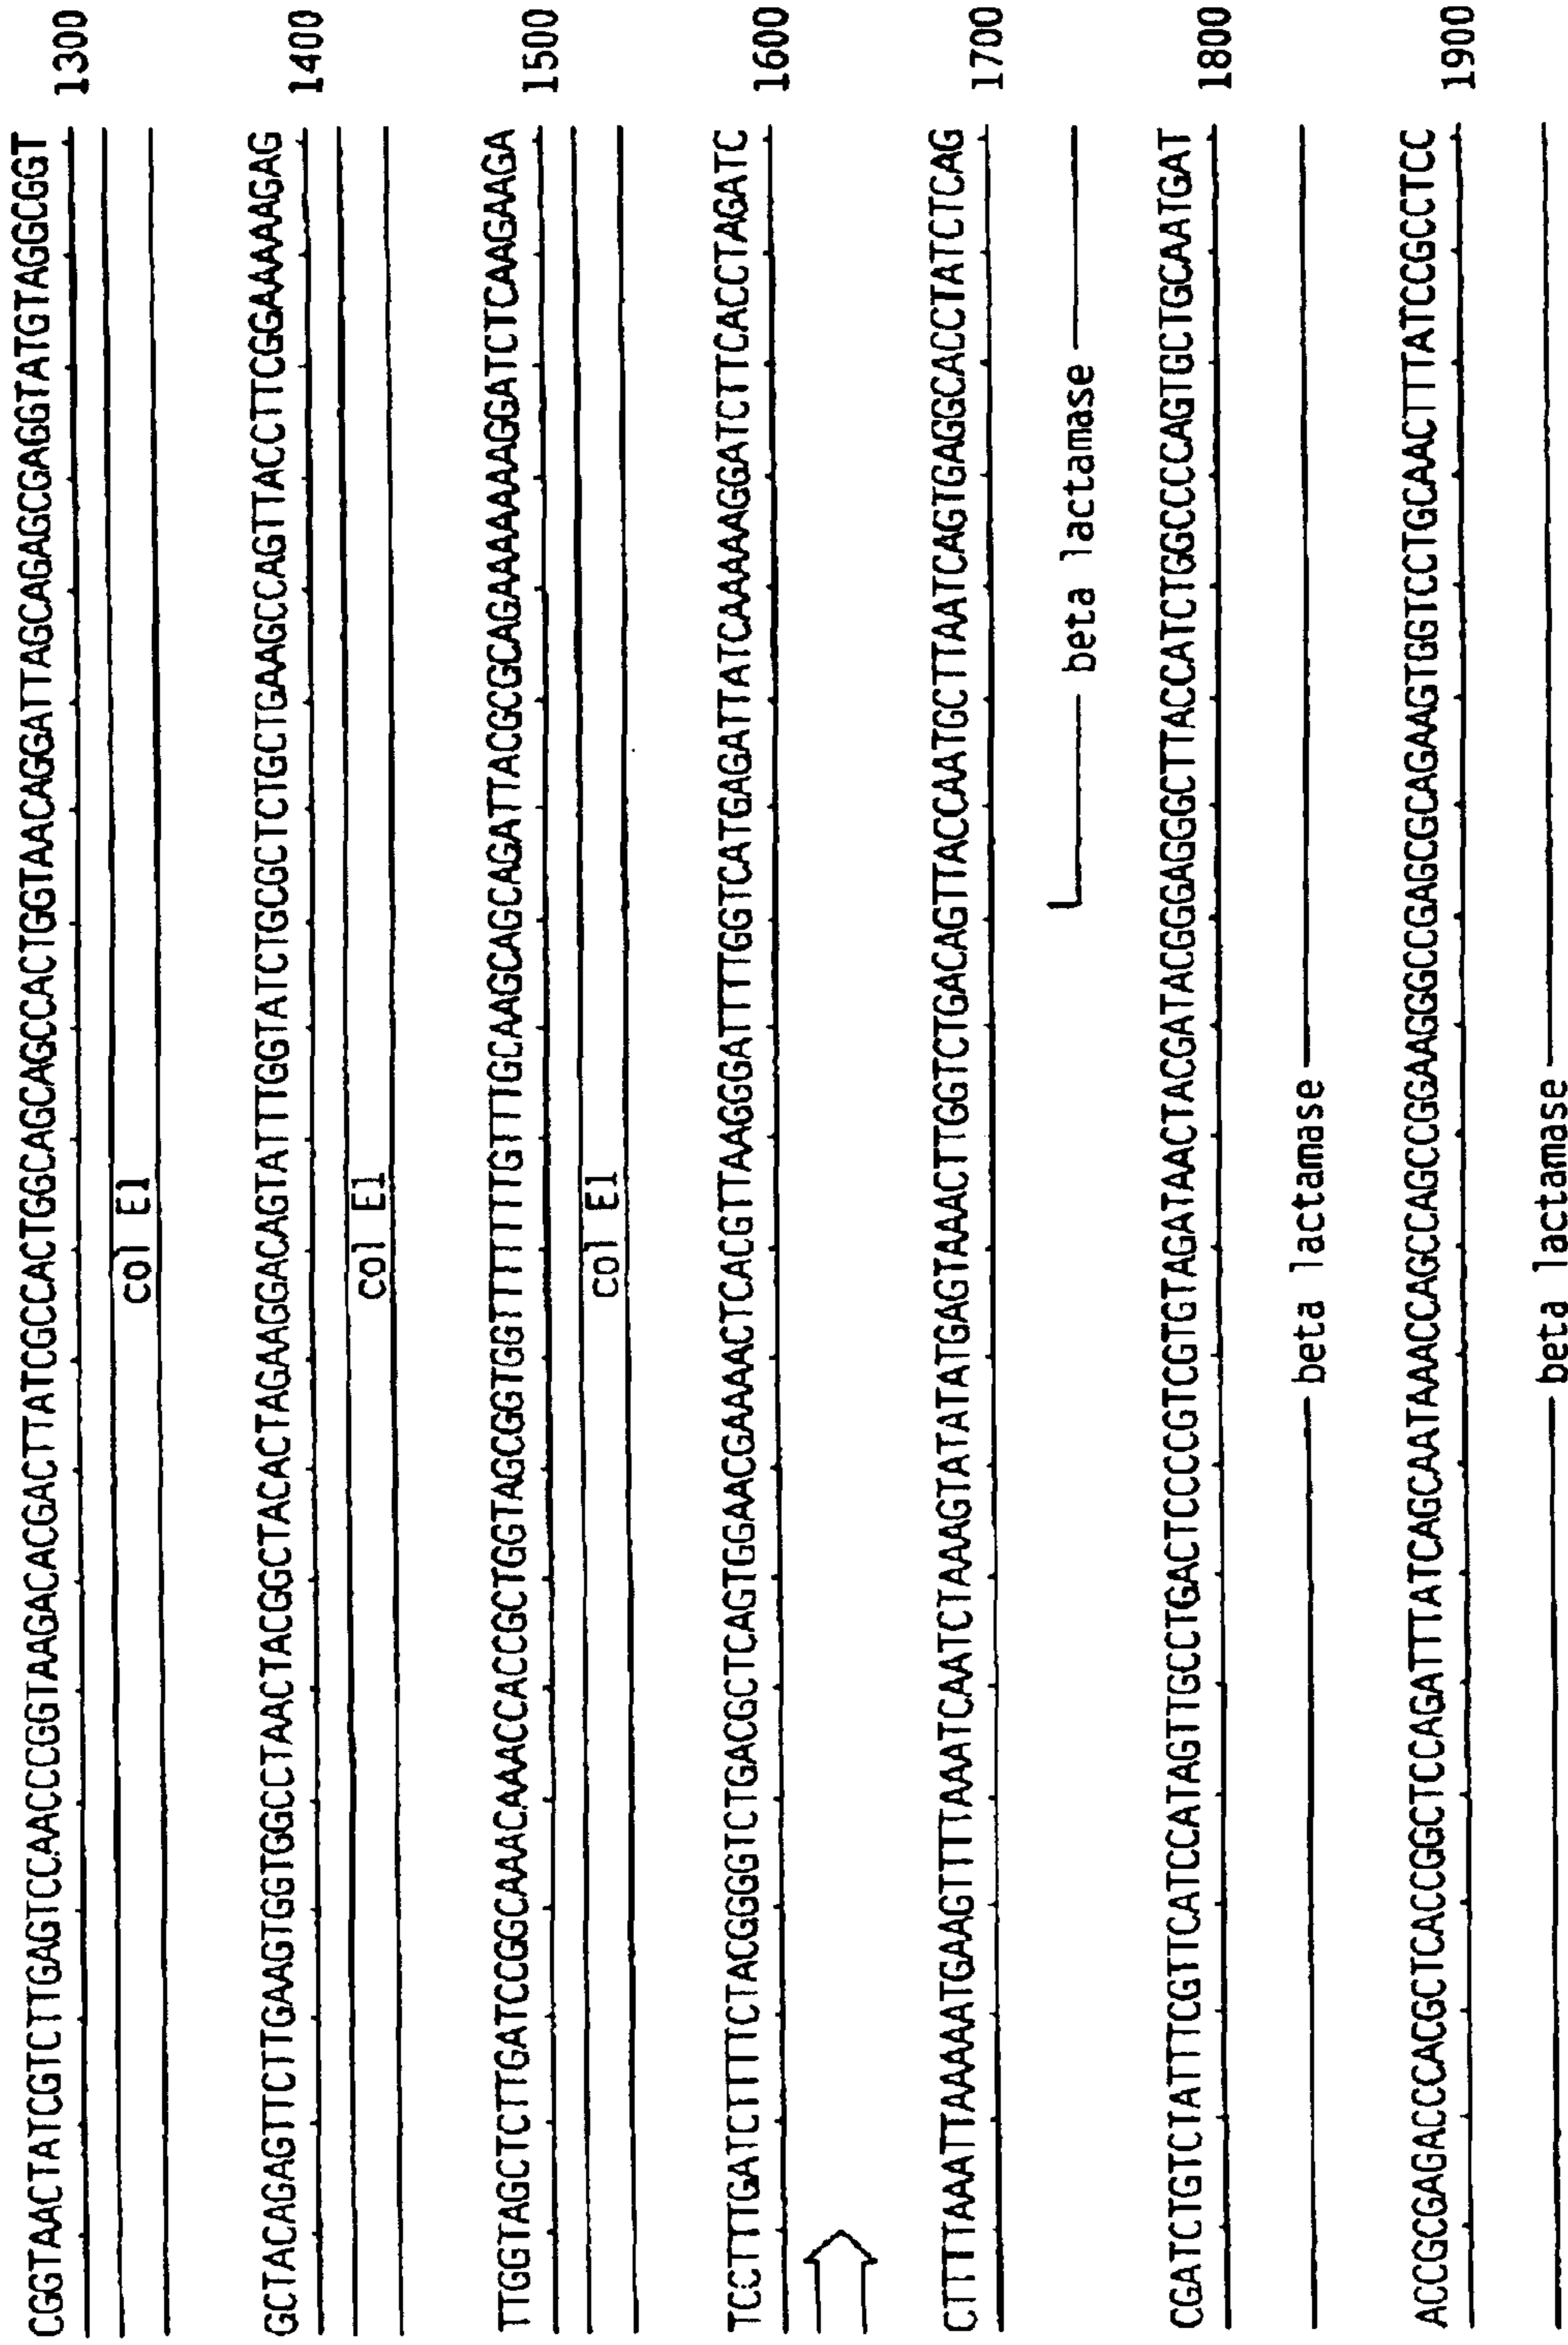 CGGTAACTATCGTCTTGAGTCCAACCCGGTAAGACACGACTTATCGCCACTGGCAGCAGCCACTGGTAACAGGATTAGCAGAGCGAGGTATGTAGGCGGT 1300
col E1
GCTACAGAGTTCTTGAAGTGGTGGCCTAACTACGGCTACACTAGAAGGACAGTATTTGGTATCTGCGCTCTGCTGAAGCCAGTTACCTTCGGAAAAAGAG 1400
col E1
TTGGTAGCTCTTGATCCGGCAAACAAACCACCGCTGGTAGCGGTGGTTTTTTTGTTTGCAAGCAGCAGATTACGCGCAGAAAAAAAGGATCTCAAGAAGA 1500
col E1
TCCTTTGATCTTTTCTACGGGGTCTGACGCTCAGTGGAACGAAAACTCACGTTAAGGGATTTTGGTCATGAGATTATCAAAAAGGATCTTCACCTAGATC 1600
CTTTTAAATTAAAAATGAAGTTTTAAATCAATCTAAAGTATATATGAGTAAACTTGGTCTGACAGTTACCAATGCTTAATCAGTGAGGCACCTATCTCAG 1700
beta lactamase
CGATCTGTCTATTTCGTTCATCCATAGTTGCCTGACTCCCCGTCGTGTAGATAACTACGATACGGGAGGGCTTACCATCTGGCCCCAGTGCTGCAATGAT 1800
beta lactamase
ACCGCGAGACCCACGCTCACCGGCTCCAGATTTATCAGCAATAAACCAGCCAGCCGGAAGGGCCGAGCGCAGAAGTGGTCCTGCAACTTTATCCGCCTCC 1900
beta lactamase